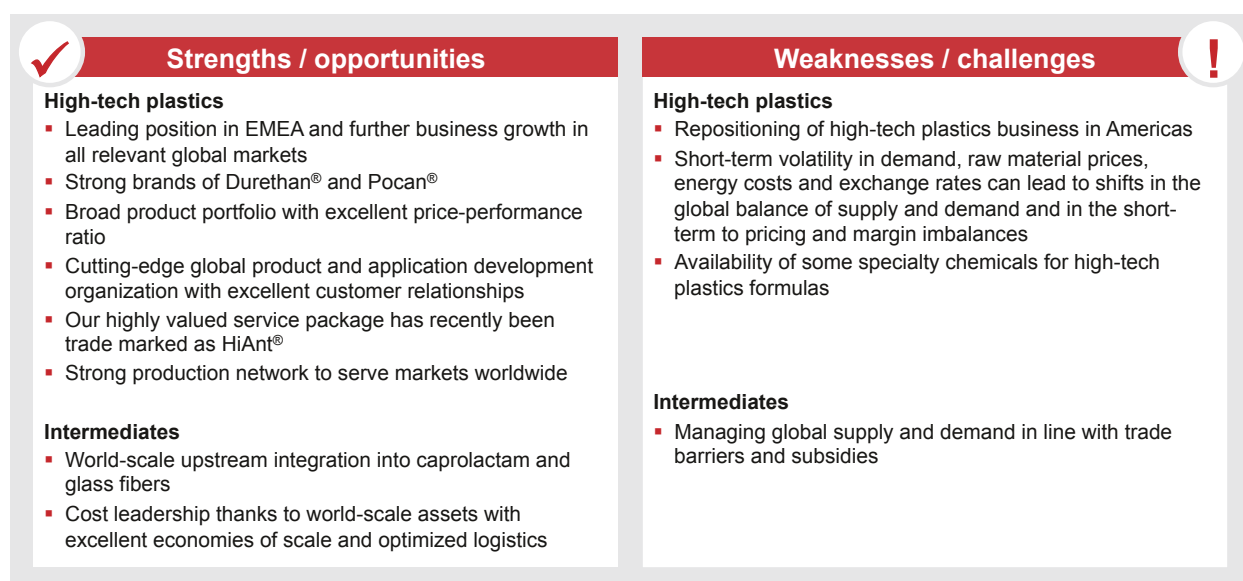 Strengths / opportunities
High-tech plastics
▪ Leading position in EMEA and further business growth in
all relevant global markets
▪ Strong brands of Durethan® and Pocan®
▪ Broad product portfolio with excellent price-performance
ratio
▪ Cutting-edge global product and application development
organization with excellent customer relationships
▪ Our highly valued service package has recently been
trade marked as HiAnt®
▪ Strong production network to serve markets worldwide
Intermediates
▪ World-scale upstream integration into caprolactam and
glass fibers
▪ Cost leadership thanks to world-scale assets with
excellent economies of scale and optimized logistics
Weaknesses / challenges
!
High-tech plastics
▪ Repositioning of high-tech plastics business in Americas
▪ Short-term volatility in demand, raw material prices,
energy costs and exchange rates can lead to shifts in the
global balance of supply and demand and in the short-
term to pricing and margin imbalances
▪ Availability of some specialty chemicals for high-tech
plastics formulas
Intermediates
▪ Managing global supply and demand in line with trade
barriers and subsidies